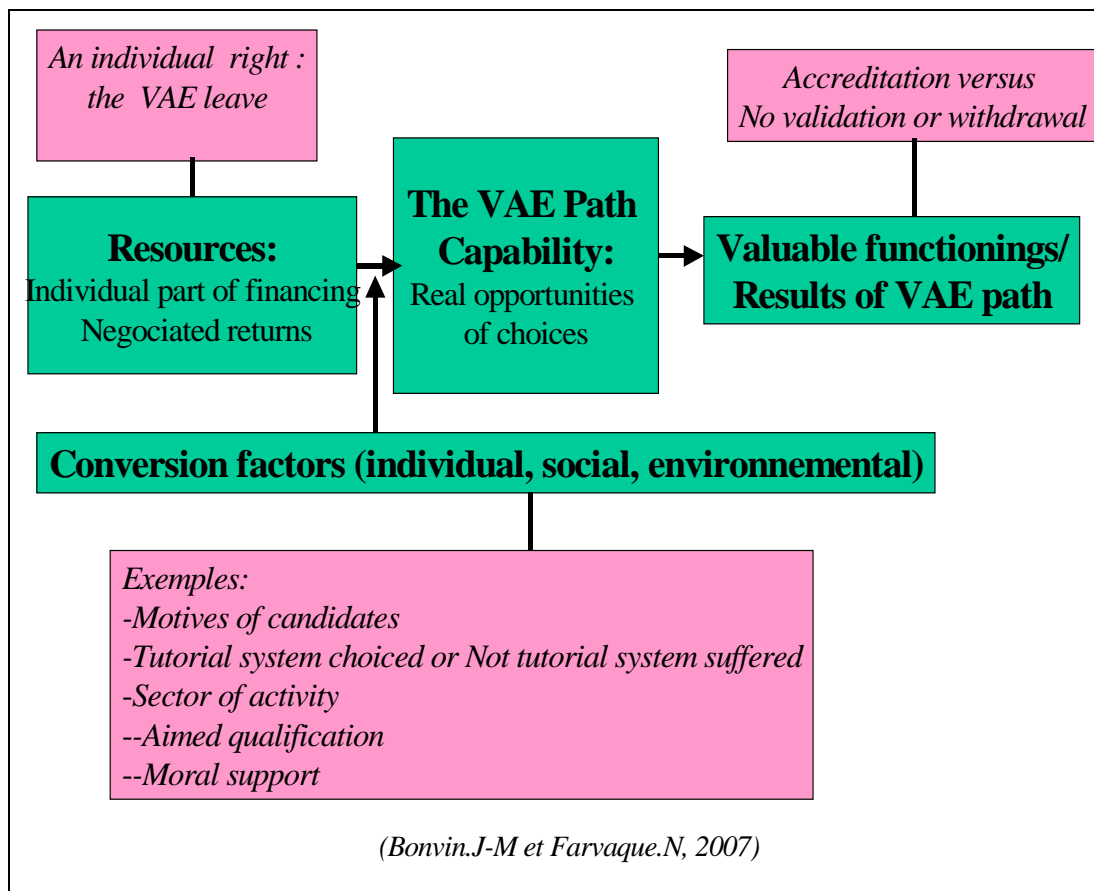 An individual right :
the VAE leave
Accreditation versus
No validation or withdrawal
Resources:
Individual part of financing
Negociated returns
The VAE Path
Capability:
Real opportunities
of choices
Valuable functionings/
Results of VAE path
Conversion factors (individual, social, environnemental)
Exemples:
-Motives of candidates
-Tutorial system choiced or Not tutorial system suffered
-Sector of activity
--Aimed qualification
--Moral support
(Bonvin.J-M et Farvaque.N, 2007)